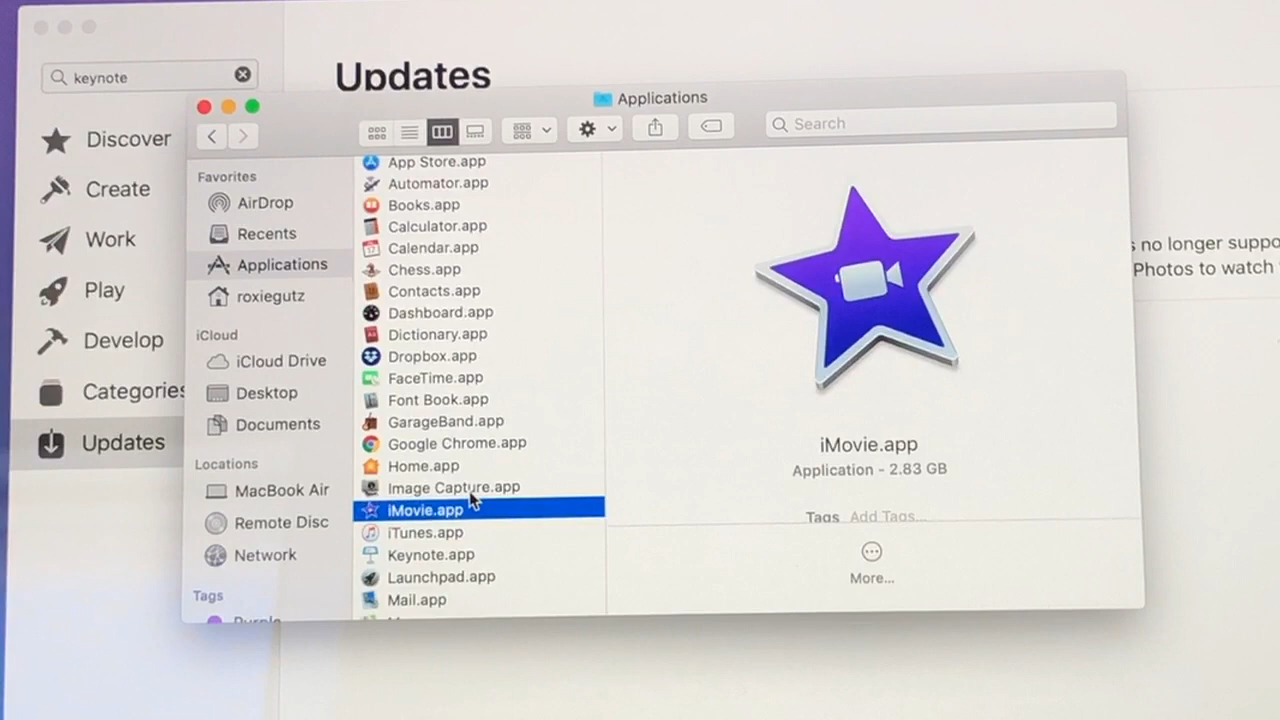 keynote
Updates
Discover
Create
Work
Play
Develop
Categories
Updates
Applications
Search
Favorites
AirDrop
Recents
Applications
roxiegutz
iCloud
iCloud Drive
Desktop
Documents
Locations
MacBook Air
Remote Disc
Network
Tags
Purple
App Store.app
Automator.app
Books.app
Calculator.app
Calendar.app
Chess.app
Contacts.app
Dashboard.app
Dictionary.app
Dropbox.app
FaceTime.app
Font Book.app
GarageBand.app
Google Chrome.app
Home.app
Image Capture.app
iMovie.app
iTunes.app
Keynote.app
Launchpad.app
Mail.app
iMovie.app
Application - 2.83 GB
Tags Add Tags...
More...
no longer suppo
Photos to watch